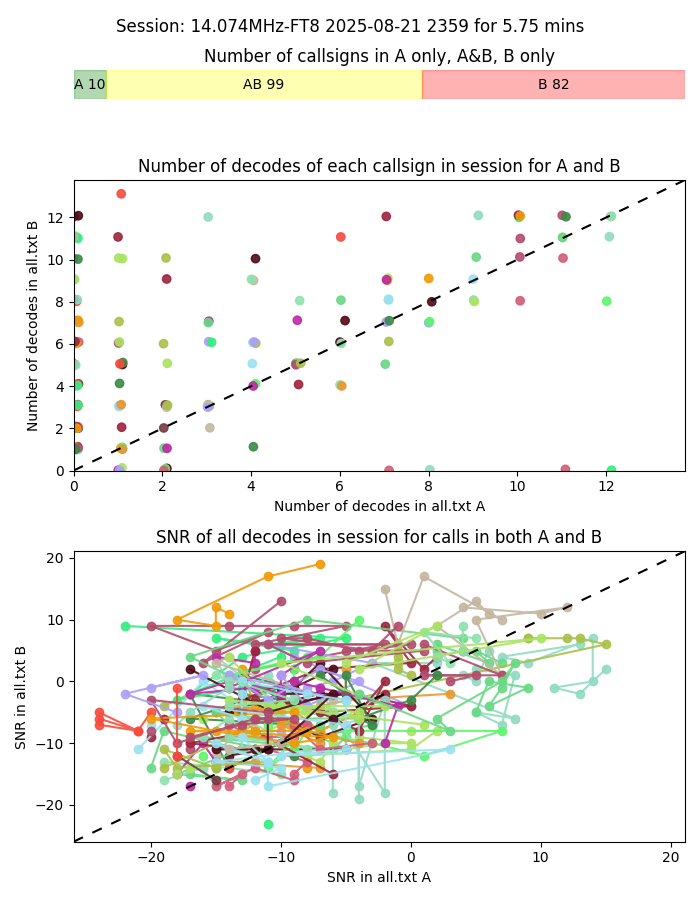 Session: 14.074MHz-FT8 2025-08-21 2359 for 5.75 mins
Number of callsigns in A only, A&B, B only
A 10 AB 99 B 82
Number of decodes of each callsign in session for A and B
Number of decodes in all.txt B
12
10
8
6
4
2
0
0 2 4 6 8 10 12
Number of decodes in all.txt A
SNR of all decodes in session for calls in both A and B
SNR in all.txt B
20
10
0
−10
−20
−20 −10 0 10 20
SNR in all.txt A